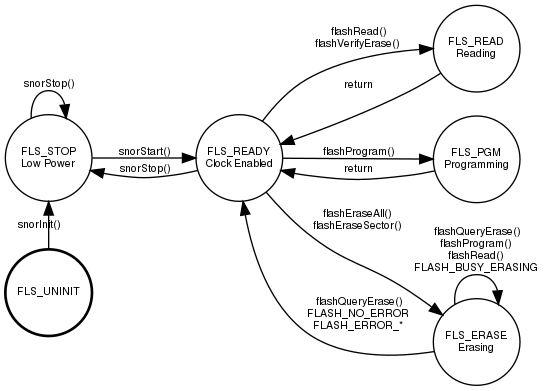 flashRead()
flashVerifyErase()
FLS_READ
Reading
return
snorStop()
FLS_STOP
Low Power
snorStart()
snorStop()
FLS_READY
Clock Enabled
flashProgram()
return
FLS_PGM
Programming
snorInit()
FLS_UNINIT
flashEraseAll()
flashEraseSector()
flashQueryErase()
flashProgram()
flashRead()
FLASH_BUSY_ERASING
flashQueryErase()
FLASH_NO_ERROR
FLASH_ERROR_*
FLS_ERASE
Erasing